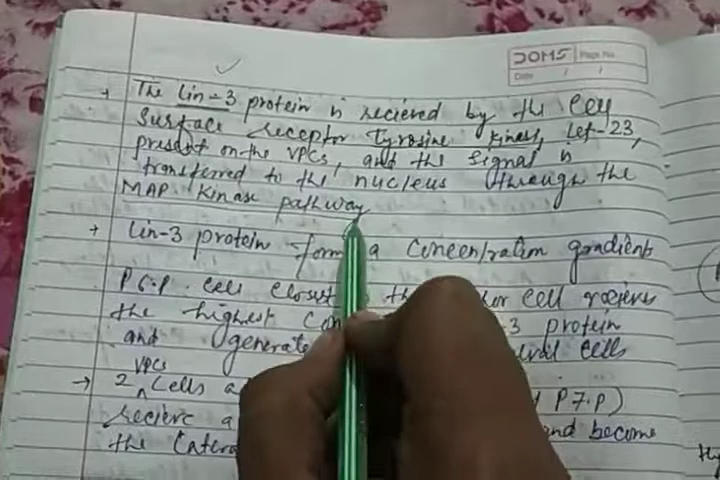 DOMS Page No.
Date / /
The Lin-3 protein is recieved by the cell
surface receptor Tyrosine kinase, Let-23,
present on the VPCs, and the signal is
transferred to the nucleus through the
MAP kinase pathway
Lin-3 protein form a concentration gradient
P6.p. cell closest th or cell recieves
the highest con 3 protein
and generate cells
VPCs
2 cells a P7.P)
recieve a and become
the Latera